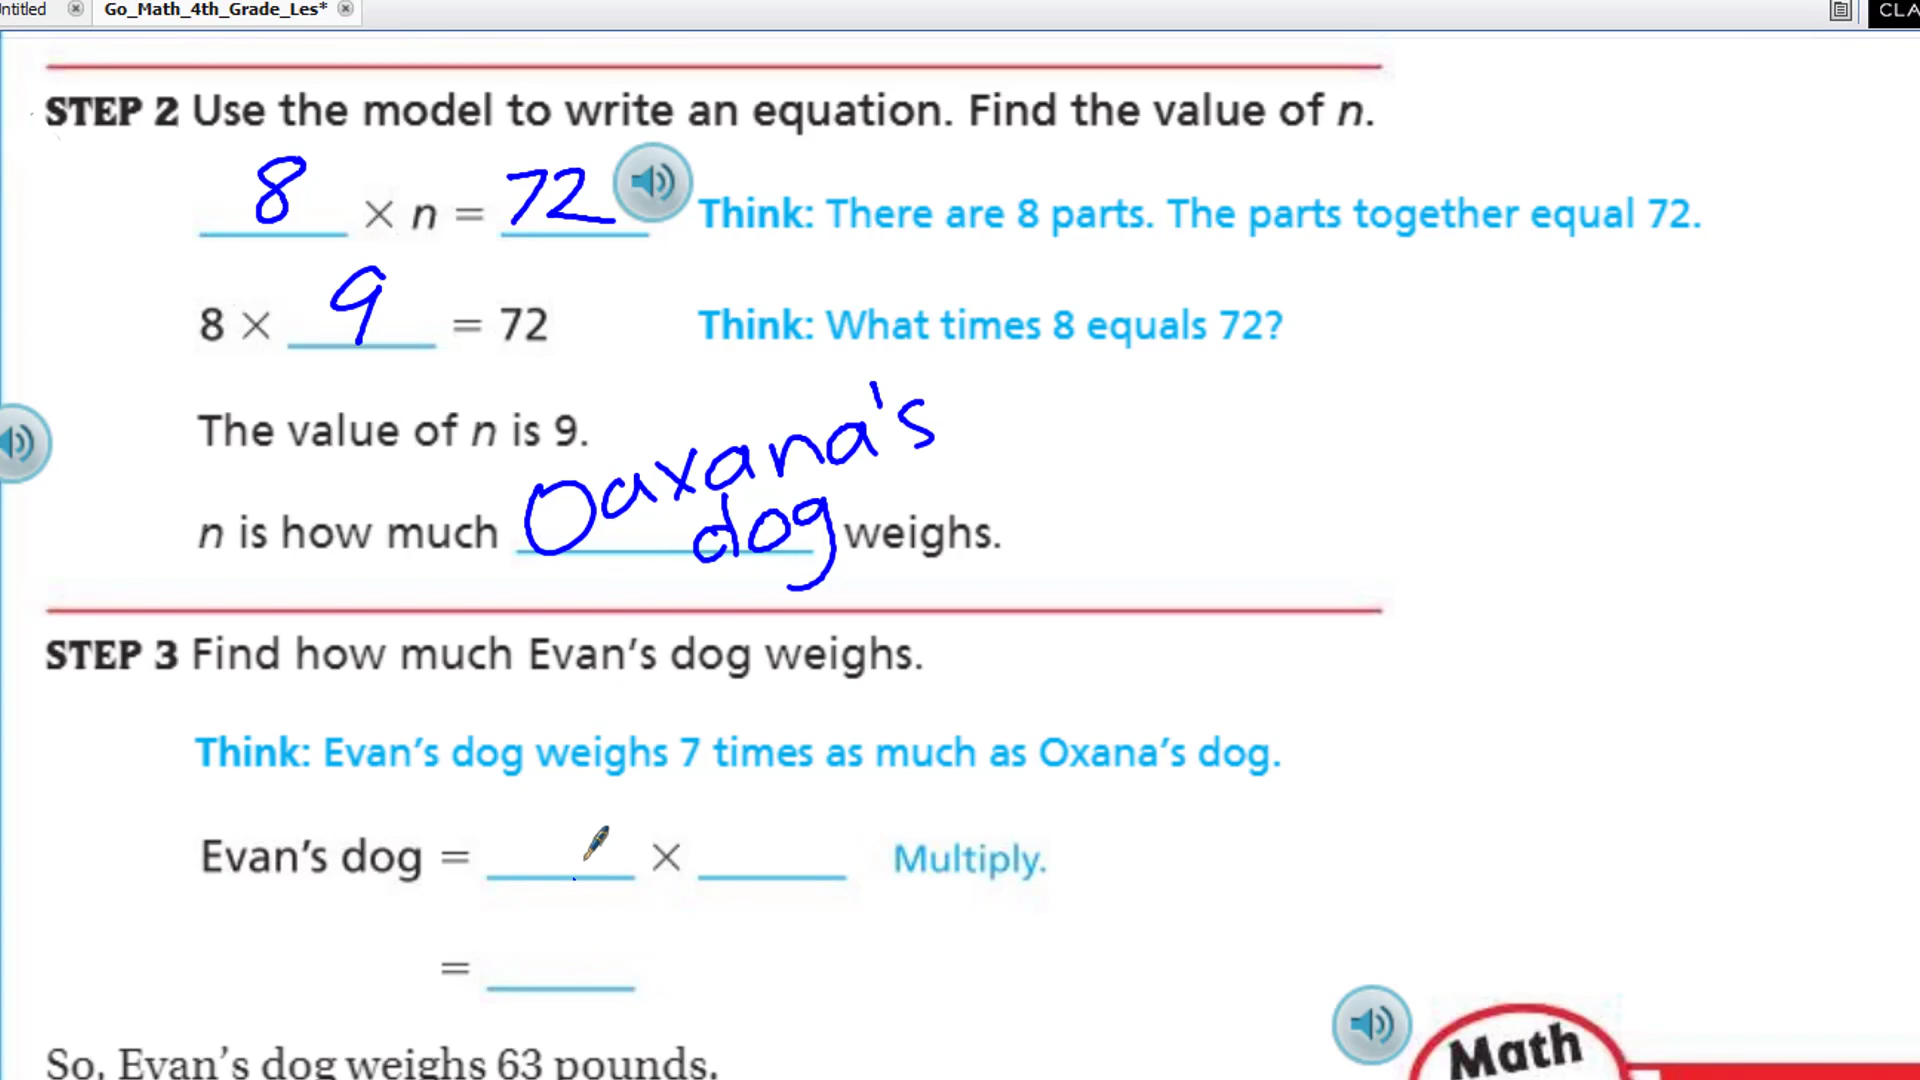 ntitled
Go_Math_4th_Grade_Les*
CLA
STEP 2 Use the model to write an equation. Find the value of n.
8 × n = 72 Think: There are 8 parts. The parts together equal 72.
8 × 9 = 72 Think: What times 8 equals 72?
The value of n is 9.
n is how much Oaxana's dog weighs.
STEP 3 Find how much Evan's dog weighs.
Think: Evan's dog weighs 7 times as much as Oxana's dog.
Evan's dog = ____ × ____ Multiply.
= ____
So, Evan's dog weighs 63 pounds.
Math